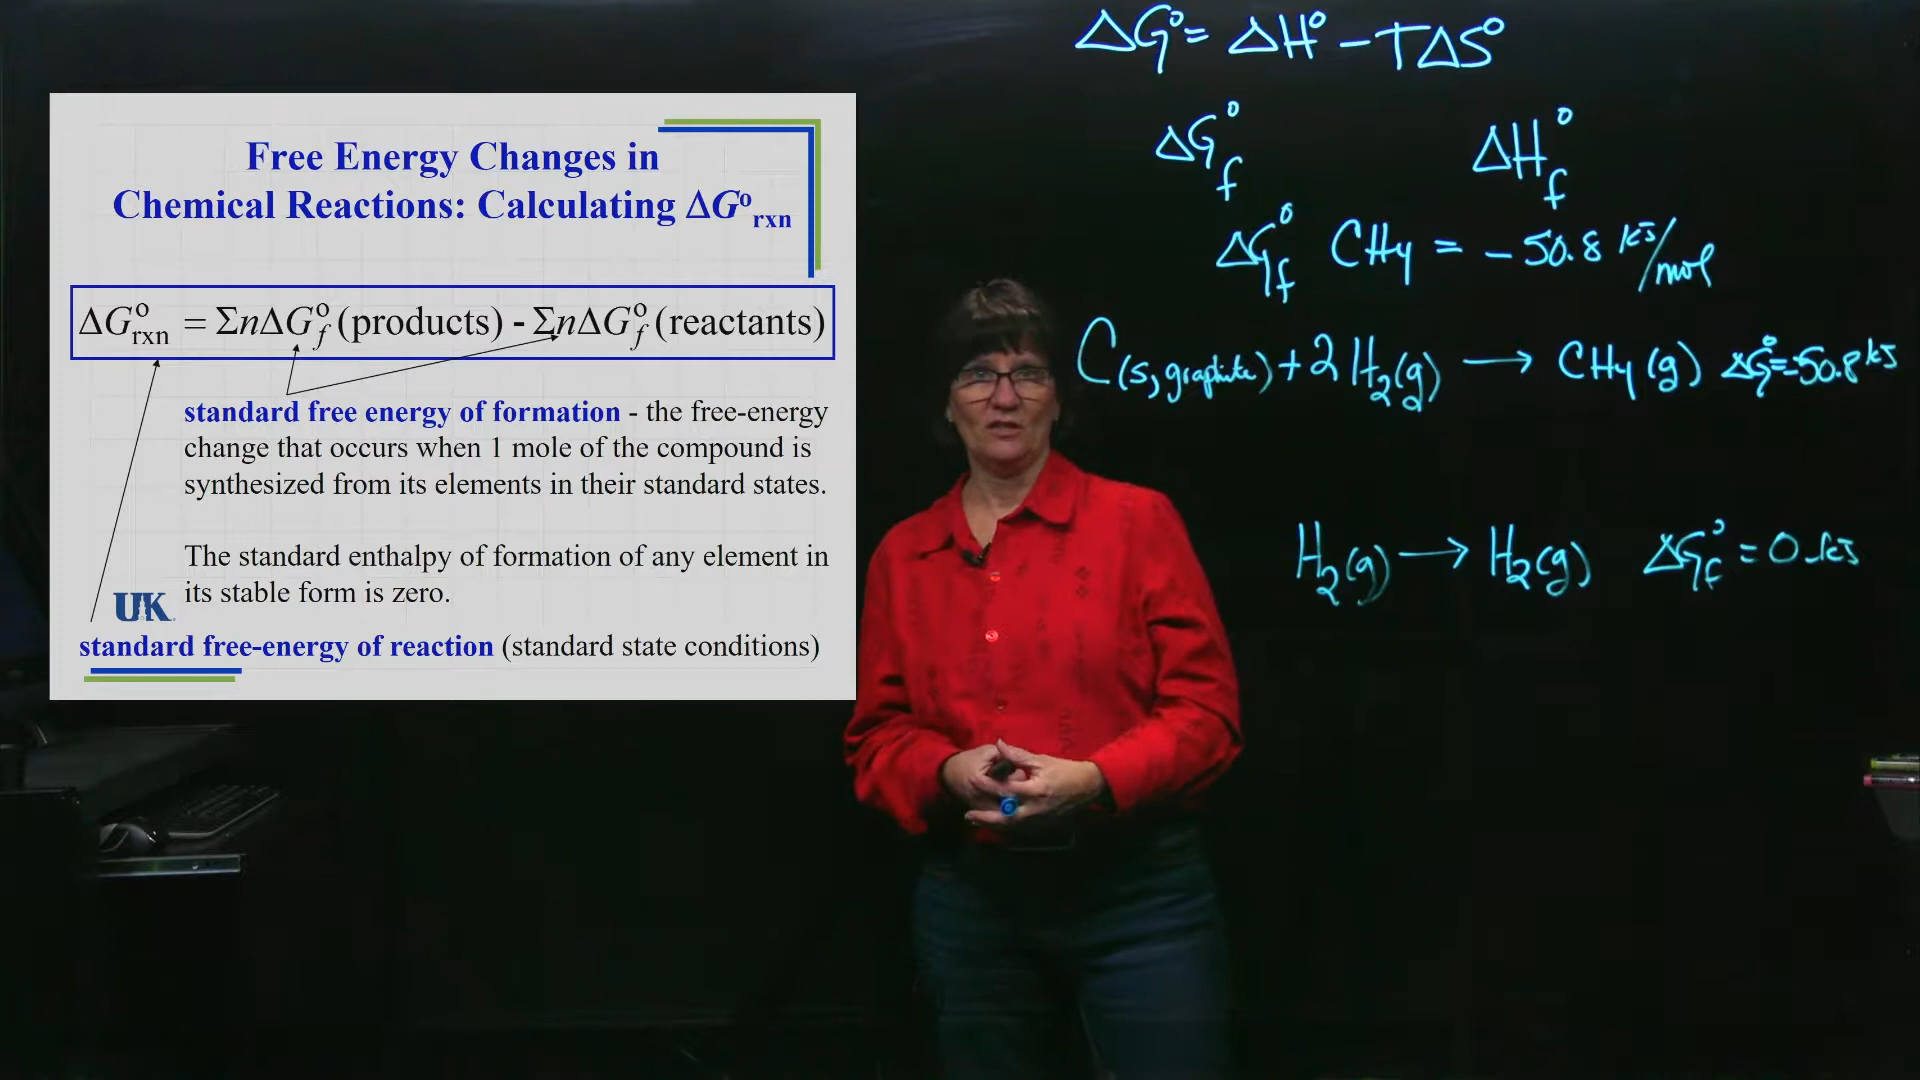 Free Energy Changes in
Chemical Reactions: Calculating ΔG°rxn
ΔG°rxn = ΣnΔG°f (products) - ΣnΔG°f (reactants)
standard free energy of formation - the free-energy
change that occurs when 1 mole of the compound is
synthesized from its elements in their standard states.
The standard enthalpy of formation of any element in
its stable form is zero.
UK
standard free-energy of reaction (standard state conditions)
ΔG° = ΔH° - TΔS°
ΔG°f ΔH°f
ΔG°f CH4 = - 50.8 kJ/mol
C(s, graphite) + 2H2(g) → CH4(g) ΔG°=-50.8 kJ
H2(g) → H2(g) ΔG°f = 0 kJ